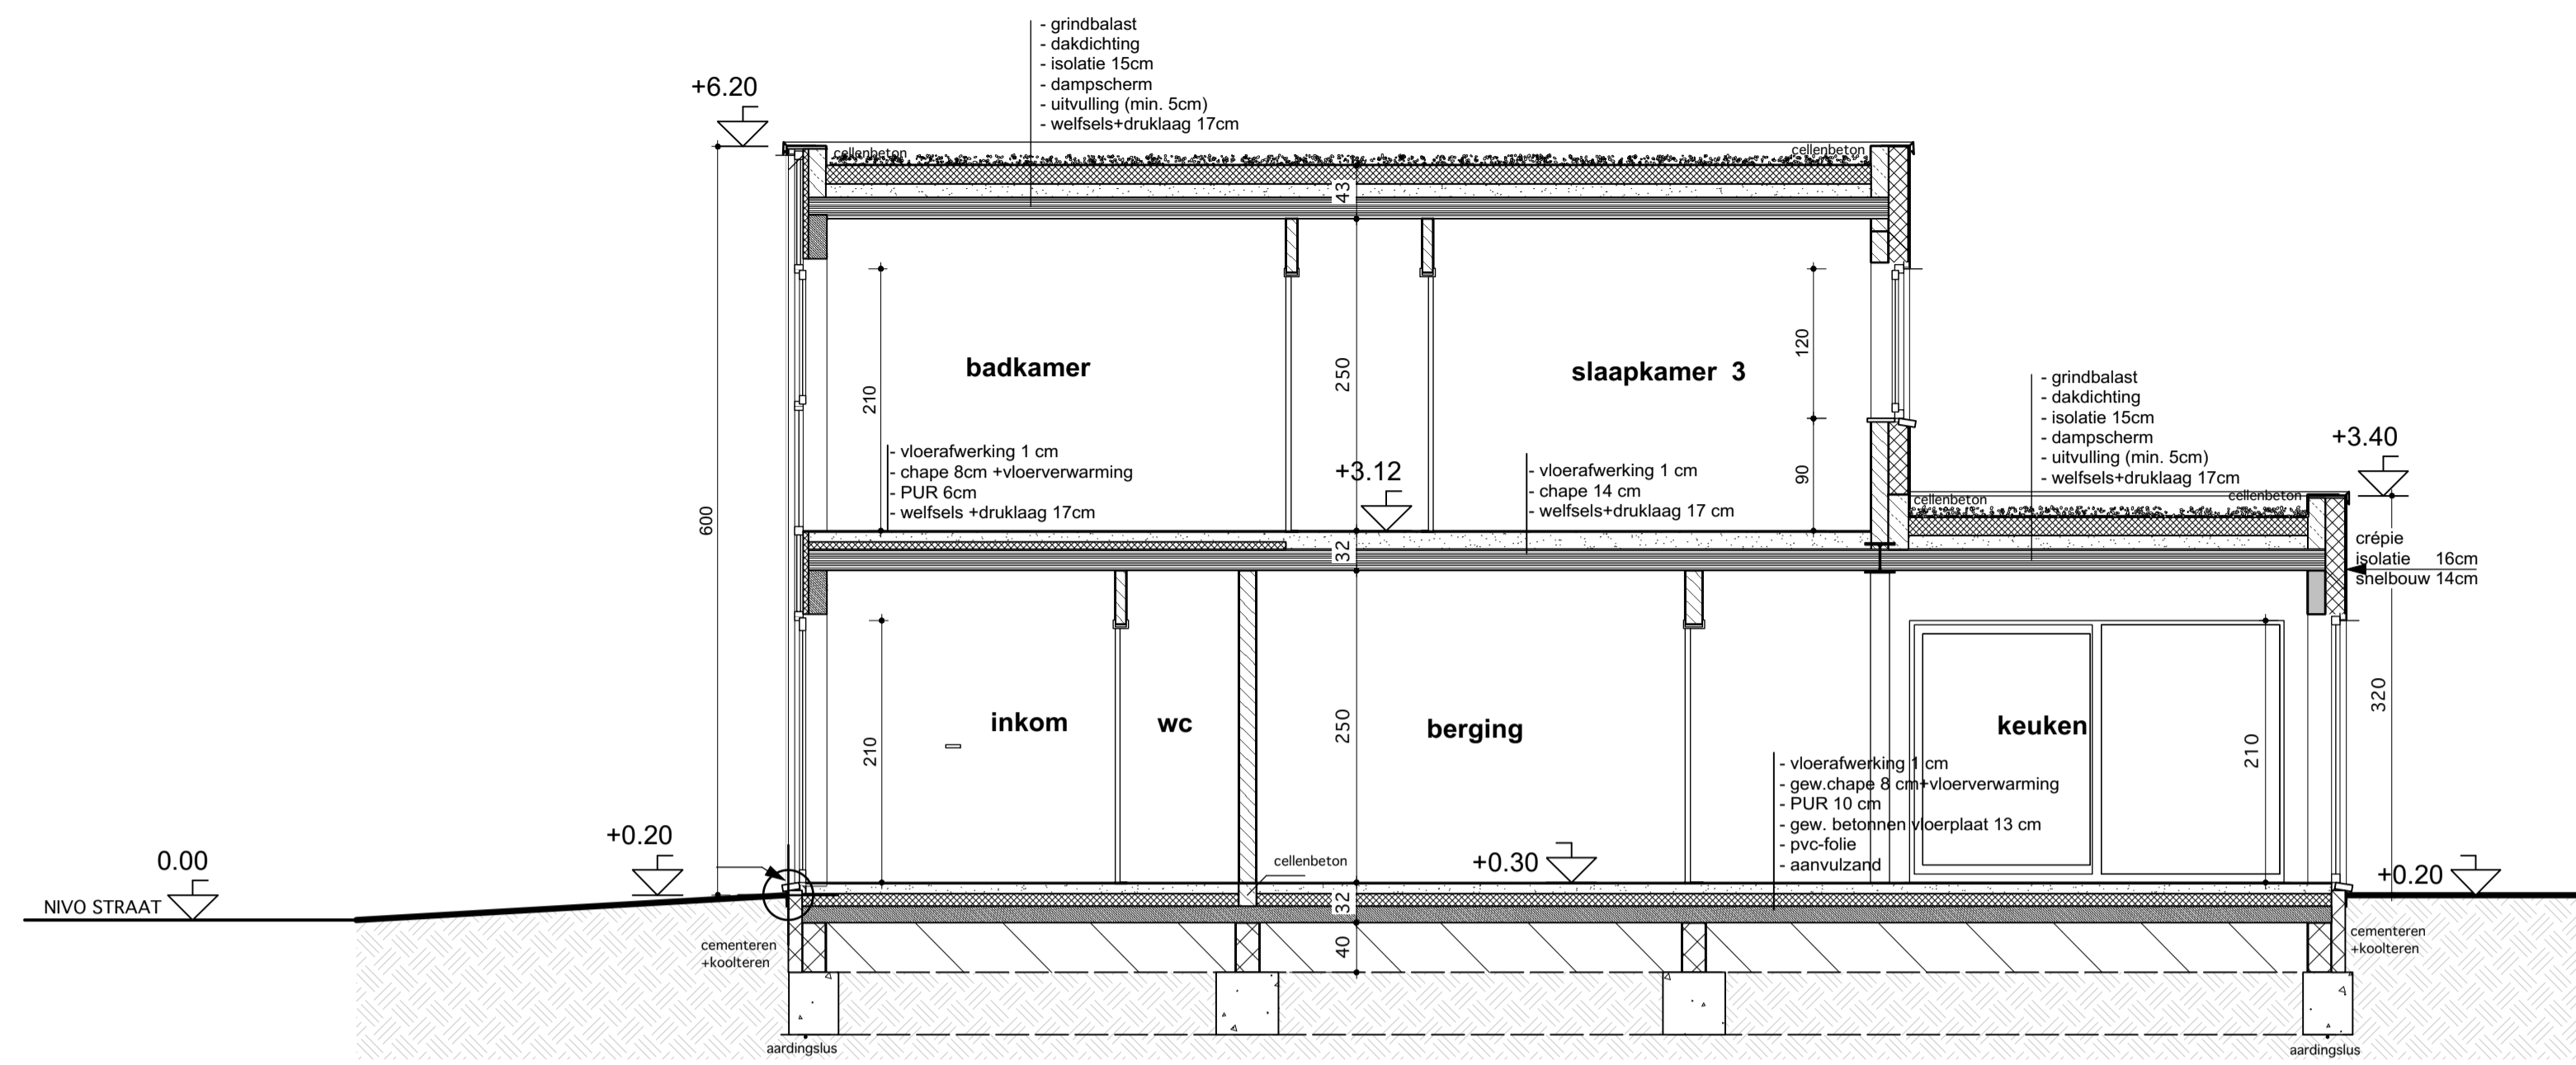 - grindbalast
- dakdichting
- isolatie 15cm
- dampscherm
- uitvulling (min. 5cm)
- welfsels+druklaag 17cm
+6.20
cellenbeton
cellenbeton
43
badkamer
slaapkamer 3
210
250
120
90
- vloerafwerking 1 cm
- chape 8cm +vloerverwarming
- PUR 6cm
- welfsels +druklaag 17cm
+3.12
- vloerafwerking 1 cm
- chape 14 cm
- welfsels+druklaag 17 cm
- grindbalast
- dakdichting
- isolatie 15cm
- dampscherm
- uitvulling (min. 5cm)
- welfsels+druklaag 17cm
+3.40
cellenbeton
cellenbeton
600
32
crépie
isolatie 16cm
snelbouw 14cm
inkom
wc
berging
keuken
210
250
210
320
- vloerafwerking 1 cm
- gew.chape 8 cm+vloerverwarming
- PUR 10 cm
- gew. betonnen vloerplaat 13 cm
- pvc-folie
- aanvulzand
0.00
NIVO STRAAT
+0.20
cellenbeton
+0.30
+0.20
32
40
cementeren
+koolteren
cementeren
+koolteren
aardingslus
aardingslus